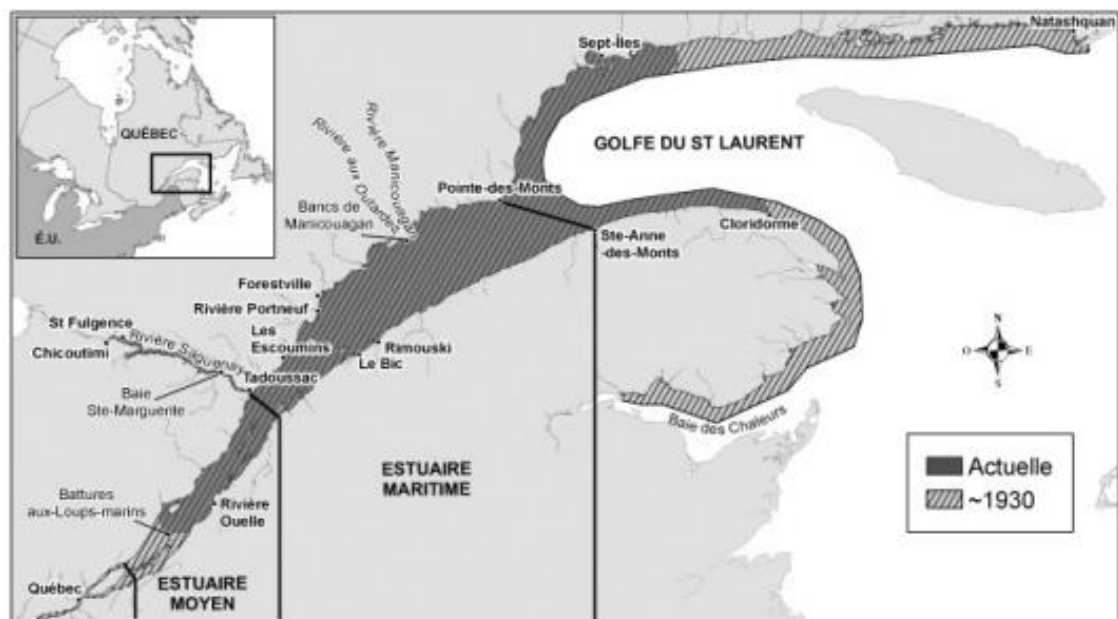 QUÉBEC
É.U.
Natashquan
Sept-Îles
GOLFE DU ST LAURENT
Rivière Manicouagan
Rivière aux Outardes
Pointe-des-Monts
Bancs de
Manicouagan
Cloridorme
Ste-Anne
-des-Monts
Forestville
Rivière Portneuf
St Fulgence
Chicoutimi
Rivière Saguenay
Les
Escoumins
Rimouski
Le Bic
Tadoussac
Baie
Ste-Marguerite
Baie des Chaleurs
N
O
E
S
ESTUAIRE
MARITIME
Battures
aux-Loups-marins
Rivière
Ouelle
Québec
ESTUAIRE
MOYEN
Actuelle
~1930